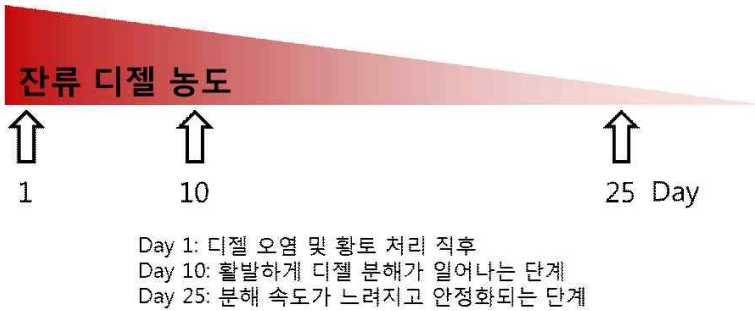 잔류 디젤 농도
1 10 25 Day
Day 1: 디젤 오염 및 황토 처리 직후
Day 10: 활발하게 디젤 분해가 일어나는 단계
Day 25: 분해 속도가 느려지고 안정화되는 단계